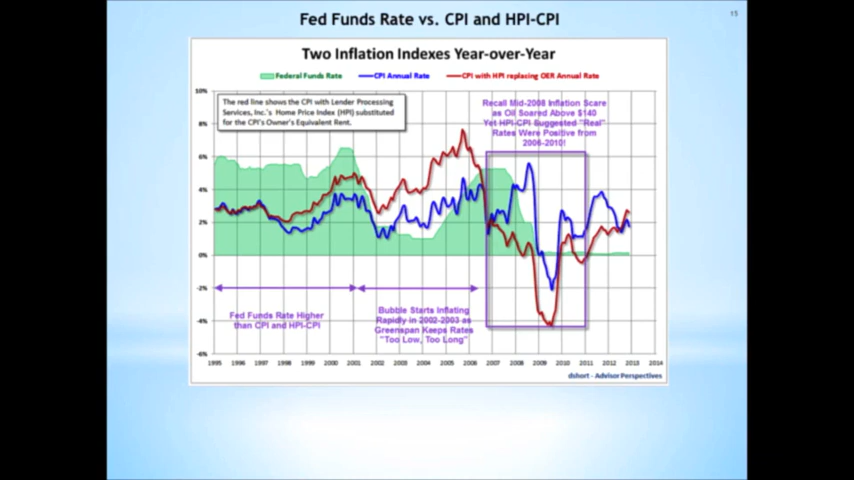 Fed Funds Rate vs. CPI and HPI-CPI
15
Two Inflation Indexes Year-over-Year
Federal Funds Rate CPI Annual Rate CPI with HPI replacing OER Annual Rate
The red line shows the CPI with Lender Processing
Services, Inc.'s Home Price Index (HPI) substituted
for the CPI's Owner's Equivalent Rent.
Recall Mid-2008 Inflation Scare
as Oil Soared Above $140
Yet HPI-CPI Suggested "Real"
Rates Were Positive from
2006-2010!
10%
8%
6%
4%
2%
0%
-2%
-4%
-6%
Fed Funds Rate Higher
than CPI and HPI-CPI
Bubble Starts Inflating
Rapidly in 2002-2003 as
Greenspan Keeps Rates
"Too Low, Too Long"
1995 1996 1997 1998 1999 2000 2001 2002 2003 2004 2005 2006 2007 2008 2009 2010 2011 2012 2013 2014
dshort - Advisor Perspectives